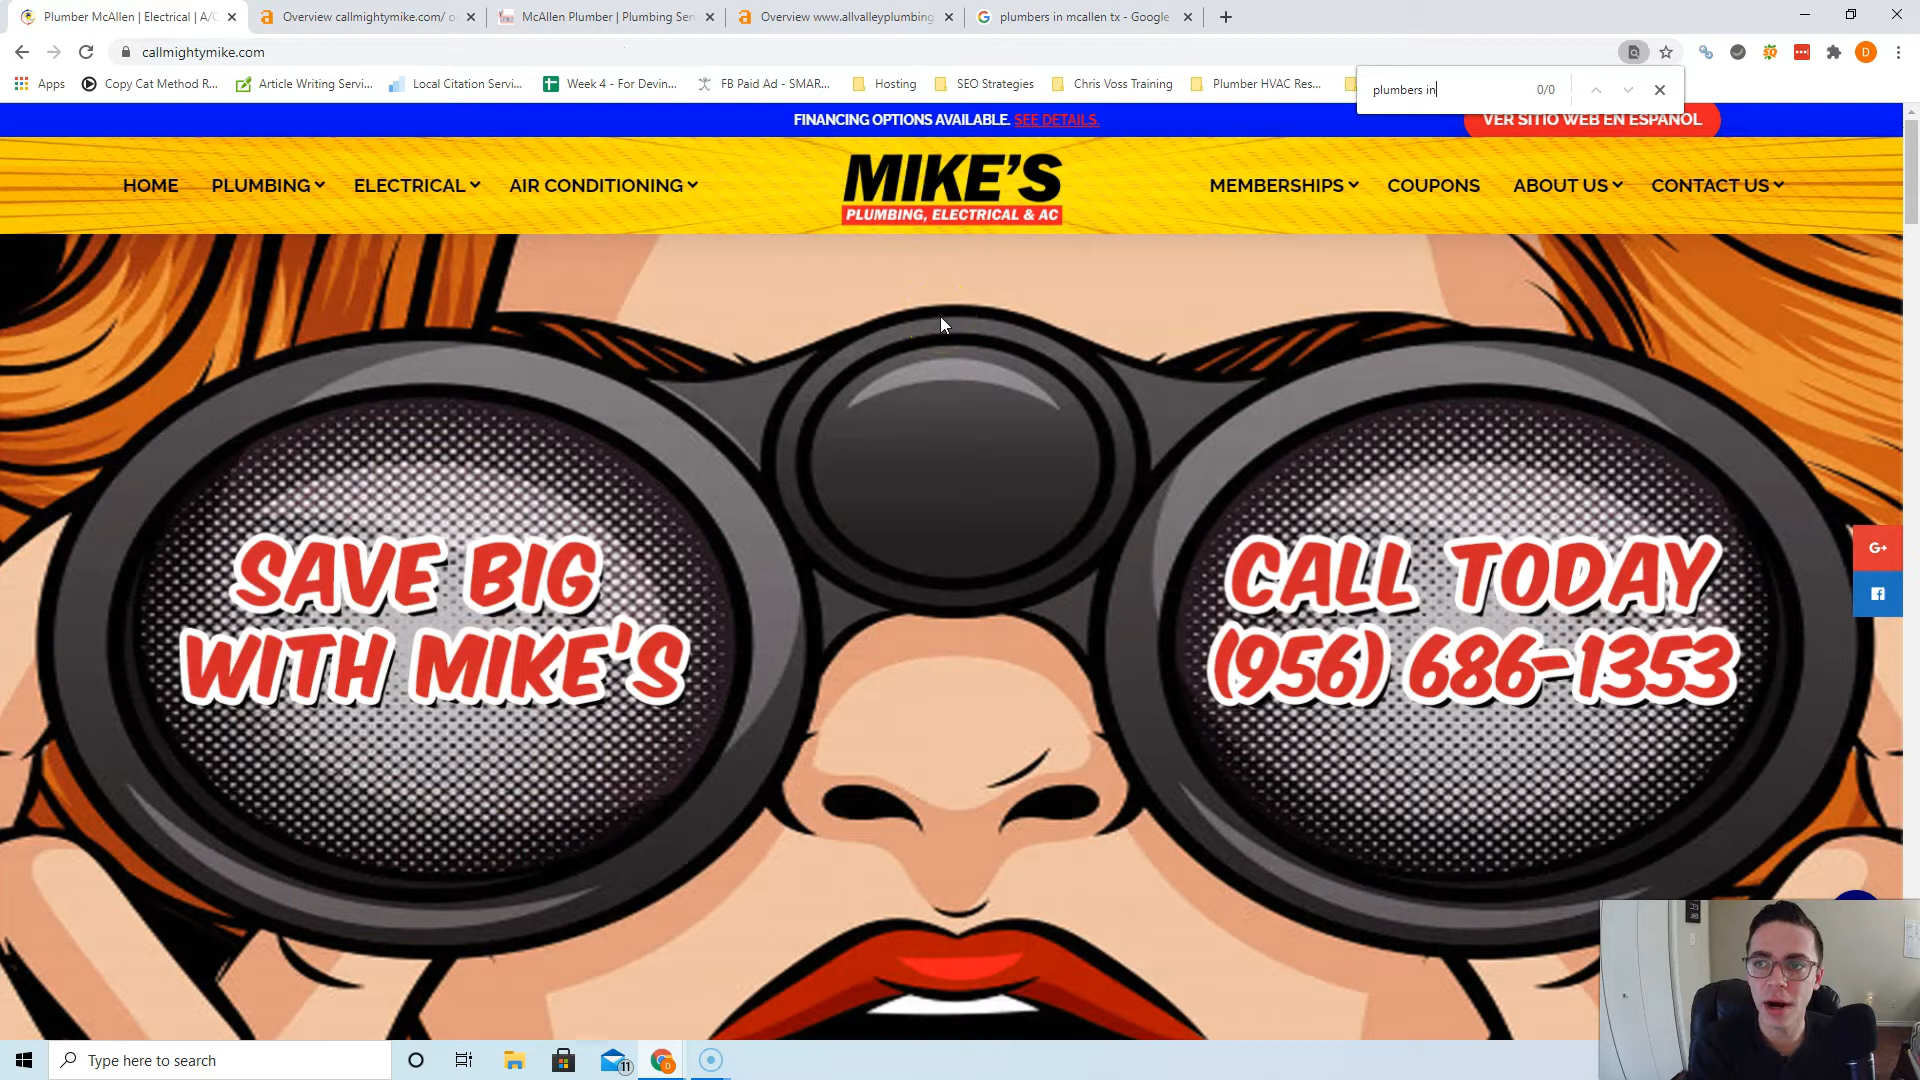 Plumber McAllen | Electrical | A/C
Overview callmightymike.com/ o
McAllen Plumber | Plumbing Ser
Overview www.allvalleyplumbing
plumbers in mcallen tx - Google
callmightymike.com
Apps
Copy Cat Method R...
Article Writing Servi...
Local Citation Servi...
Week 4 - For Devin...
FB Paid Ad - SMAR...
Hosting
SEO Strategies
Chris Voss Training
Plumber HVAC Res...
plumbers in
0/0
FINANCING OPTIONS AVAILABLE. SEE DETAILS.
VER SITIO WEB EN ESPAÑOL
HOME
PLUMBING
ELECTRICAL
AIR CONDITIONING
MIKE'S
PLUMBING, ELECTRICAL & AC
MEMBERSHIPS
COUPONS
ABOUT US
CONTACT US
SAVE BIG
WITH MIKE'S
CALL TODAY
(956) 686-1353
G+
Type here to search
11